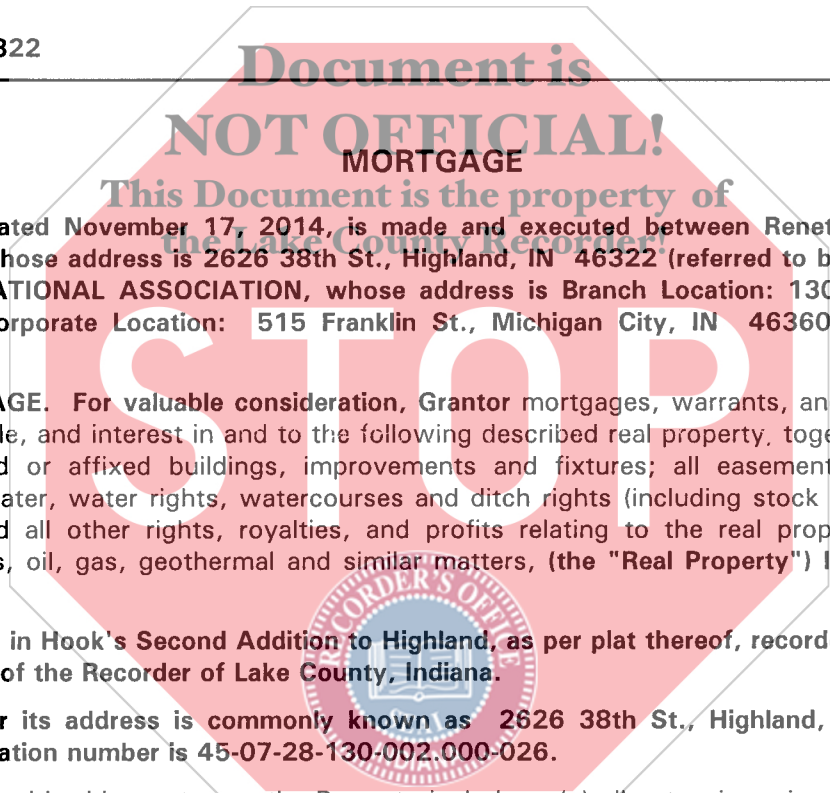 322
Document is
NOT OFFICIAL!
MORTGAGE
This Document is the property of
the Lake County Recorder!
ated November 17, 2014, is made and executed between Renet
hose address is 2626 38th St., Highland, IN 46322 (referred to b
ATIONAL ASSOCIATION, whose address is Branch Location: 130
orporate Location: 515 Franklin St., Michigan City, IN 46360
STOP
AGE. For valuable consideration, Grantor mortgages, warrants, an
le, and interest in and to the following described real property, toge
d or affixed buildings, improvements and fixtures; all easement
ater, water rights, watercourses and ditch rights (including stock
d all other rights, royalties, and profits relating to the real prop
s, oil, gas, geothermal and similar matters, (the "Real Property") l
RECORDER'S OFFICE
in Hook's Second Addition to Highland, as per plat thereof, record
of the Recorder of Lake County, Indiana.
SEAL
r its address is commonly known as 2626 38th St., Highland,
ation number is 45-07-28-130-002.000-026.
INDIANA